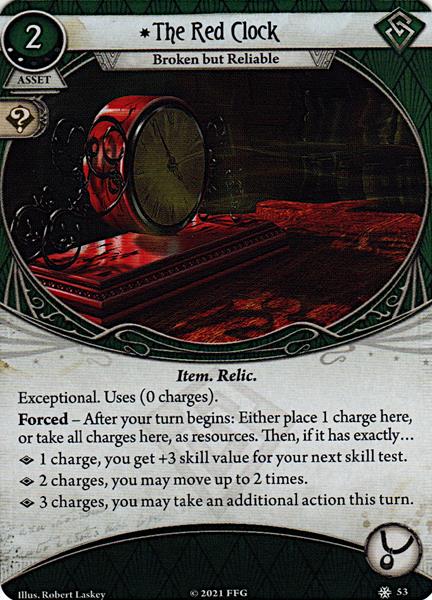 2
*The Red Clock
ASSET
Broken but Reliable
?
Item. Relic.
Exceptional. Uses (0 charges).
Forced – After your turn begins: Either place 1 charge here,
or take all charges here, as resources. Then, if it has exactly…
1 charge, you get +3 skill value for your next skill test.
2 charges, you may move up to 2 times.
3 charges, you may take an additional action this turn.
Illus. Robert Laskey
© 2021 FFG
53